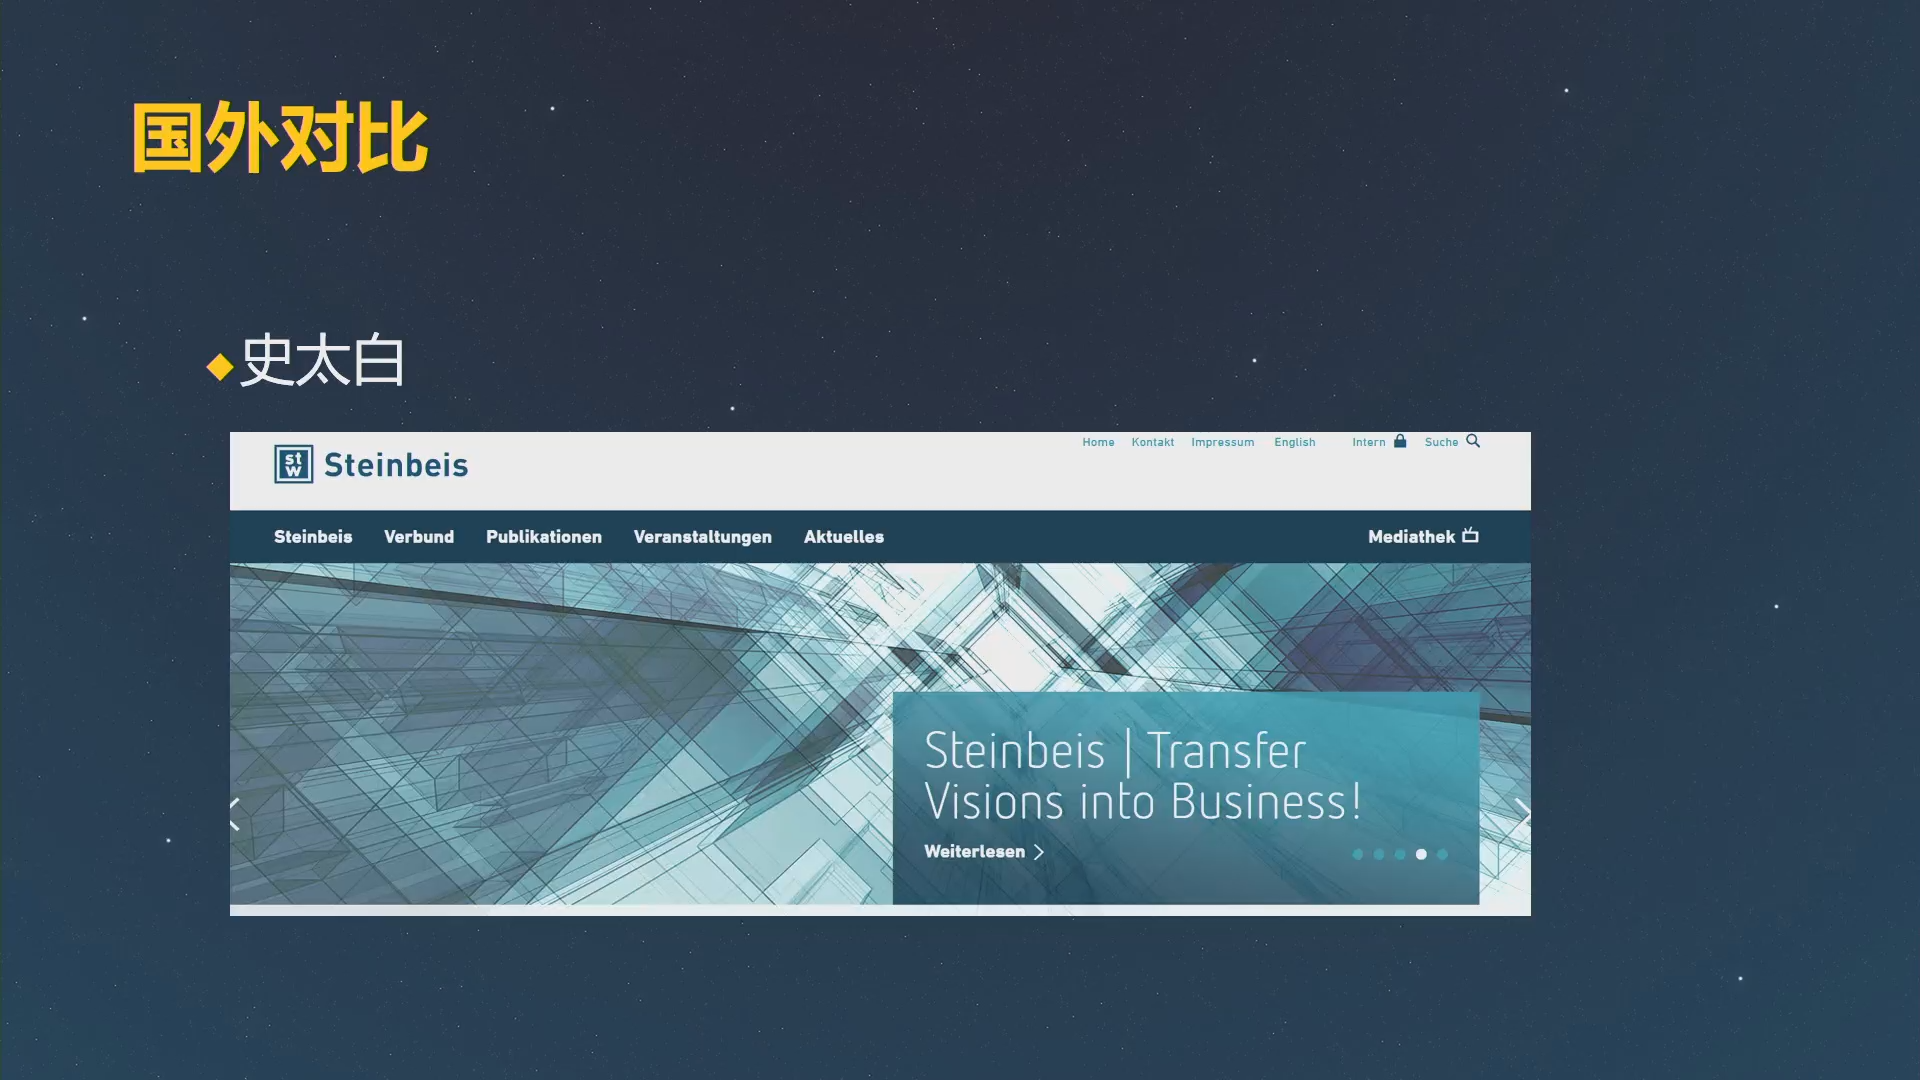 国外对比
史太白
Home Kontakt Impressum English Intern Suche
stw Steinbeis
Steinbeis Verbund Publikationen Veranstaltungen Aktuelles Mediathek
Steinbeis | Transfer
Visions into Business!
Weiterlesen